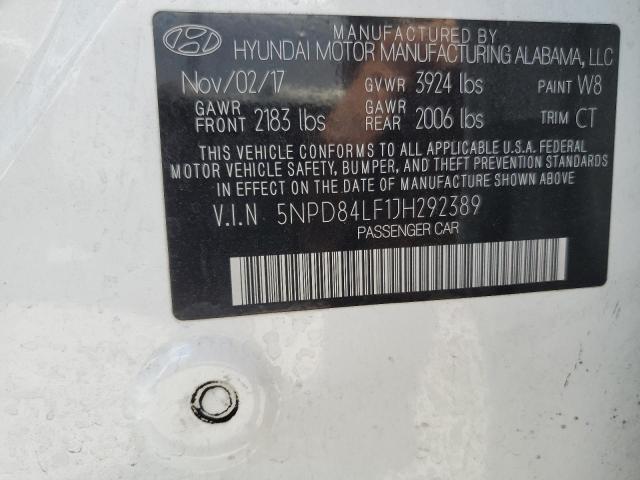 MANUFACTURED BY
HYUNDAI MOTOR MANUFACTURING ALABAMA, LLC
Nov/02/17 GVWR 3924 lbs PAINT W8
GAWR FRONT 2183 lbs GAWR REAR 2006 lbs TRIM CT
THIS VEHICLE CONFORMS TO ALL APPLICABLE U.S.A. FEDERAL
MOTOR VEHICLE SAFETY, BUMPER, AND THEFT PREVENTION STANDARDS
IN EFFECT ON THE DATE OF MANUFACTURE SHOWN ABOVE.
V.I.N 5NPD84LF1JH292389
PASSENGER CAR